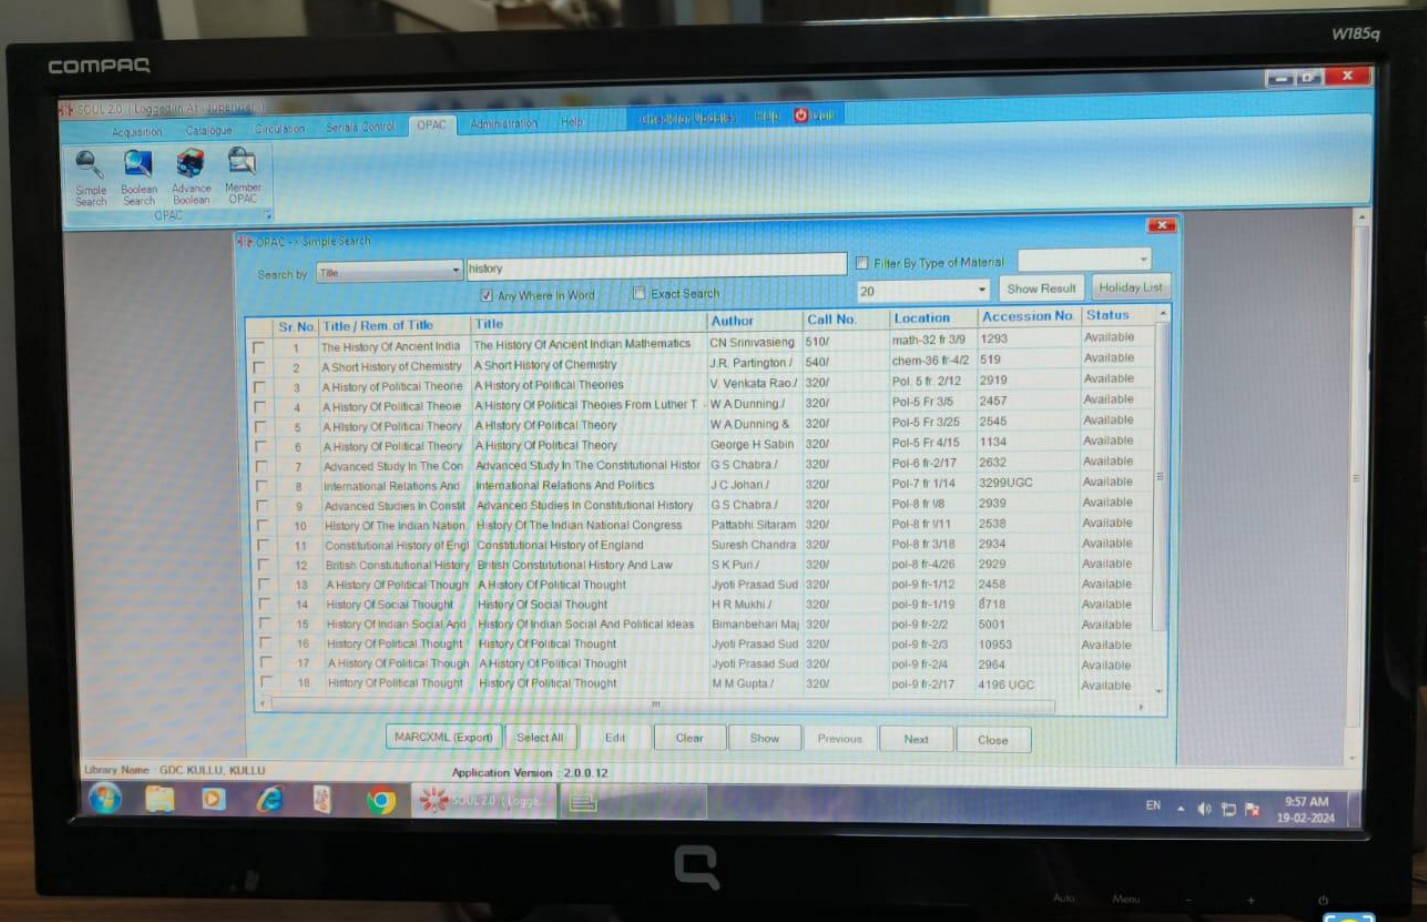 W185q
COMPAQ
SOUL 2.0 ( Logged in As : supervisor )
Acquisition Catalogue Circulation Serials Control OPAC Administration Help Check for Updates Help Quit
Simple Search Boolean Search Advance Boolean Member OPAC
OPAC
OPAC --> Simple Search
Search by Title history Filter By Type of Material
Any Where In Word Exact Search 20 Show Result Holiday List
Sr. No. Title / Rem. of Title Title Author Call No. Location Accession No. Status
1 The History Of Ancient India The History Of Ancient Indian Mathematics CN Srinivasieng 510/ math-32 fr 3/9 1293 Available
2 A Short History of Chemistry A Short History of Chemistry J.R. Partington / 540/ chem-36 fr-4/2 519 Available
3 A History of Political Theorie A History of Political Theories V. Venkata Rao./ 320/ Pol. 5 fr. 2/12 2919 Available
4 A History Of Political Theoie A History Of Political Theoies From Luther T W A Dunning / 320/ Pol-5 Fr 3/5 2457 Available
5 A History Of Political Theory A History Of Political Theory W A Dunning & 320/ Pol-5 Fr 3/25 2545 Available
6 A History Of Political Theory A History Of Political Theory George H Sabin 320/ Pol-5 Fr 4/15 1134 Available
7 Advanced Study In The Con Advanced Study In The Constitutional Histor G S Chabra / 320/ Pol-6 fr-2/17 2632 Available
8 International Relations And International Relations And Politics J C Johari / 320/ Pol-7 fr 1/14 3299UGC Available
9 Advanced Studies In Constit Advanced Studies In Constitutional History G S Chabra / 320/ Pol-8 fr I/8 2939 Available
10 History Of The Indian Nation History Of The Indian National Congress Pattabhi Sitaram 320/ Pol-8 fr I/11 2538 Available
11 Constitutional History of Engl Constitutional History of England Suresh Chandra 320/ Pol-8 fr 3/18 2934 Available
12 British Constutulional History British Constutulional History And Law S K Puri / 320/ pol-8 fr-4/26 2929 Available
13 A History Of Political Though A History Of Political Thought Jyoti Prasad Sud 320/ pol-9 fr-1/12 2458 Available
14 History Of Social Thought History Of Social Thought H R Mukhi / 320/ pol-9 fr-1/19 8718 Available
15 History Of Indian Social And History Of Indian Social And Political Ideas Bimanbehari Maj 320/ pol-9 fr-2/2 5001 Available
16 History Of Political Thought History Of Political Thought Jyoti Prasad Sud 320/ pol-9 fr-2/3 10953 Available
17 A History Of Political Though A History Of Political Thought Jyoti Prasad Sud 320/ pol-9 fr-2/4 2964 Available
18 History Of Political Thought History Of Political Thought M M Gupta / 320/ pol-9 fr-2/17 4196 UGC Available
MARCXML (Export) Select All Edit Clear Show Previous Next Close
Library Name : GDC KULLU, KULLU Application Version : 2.0.0.12
SOUL 2.0 ( Logge... EN 9:57 AM
19-02-2024
Auto Menu - +